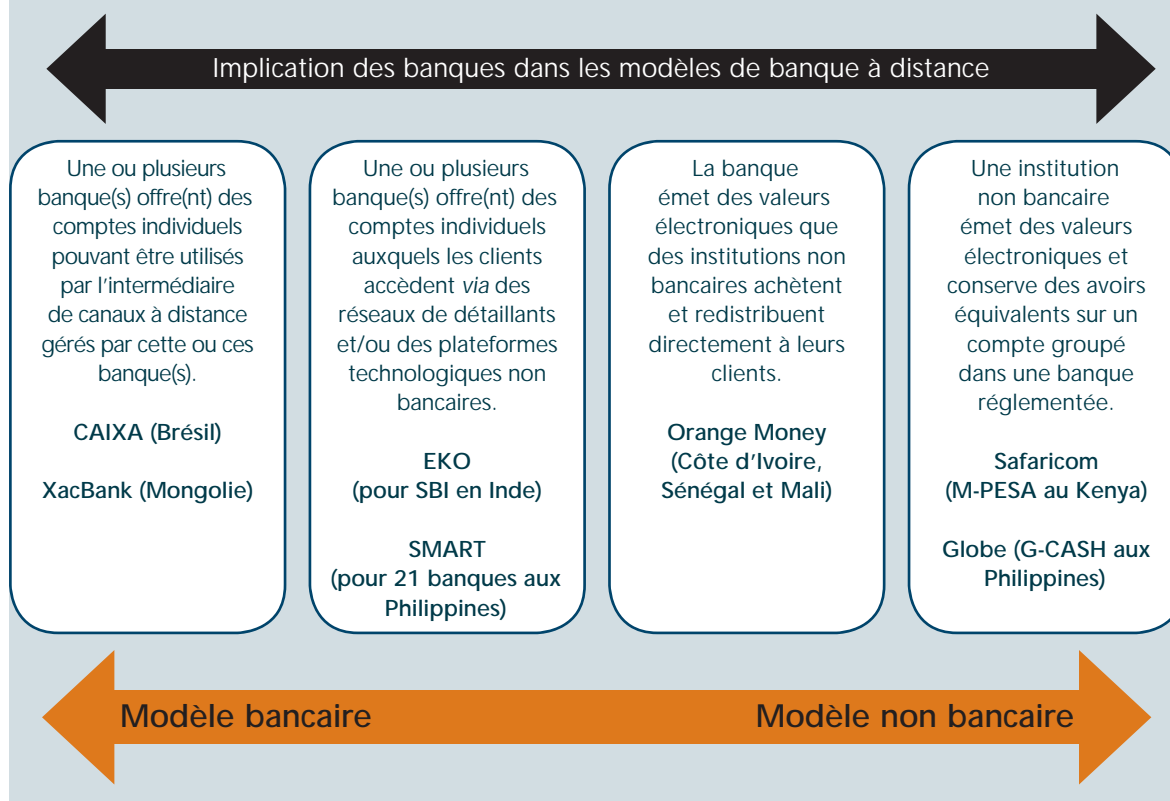 Implication des banques dans les modèles de banque à distance
Une ou plusieurs
banque(s) offre(nt) des
comptes individuels
pouvant être utilisés
par l'intermédiaire
de canaux à distance
gérés par cette ou ces
banque(s).
CAIXA (Brésil)
XacBank (Mongolie)
Une ou plusieurs
banque(s) offre(nt) des
comptes individuels
auxquels les clients
accèdent via des
réseaux de détaillants
et/ou des plateformes
technologiques non
bancaires.
EKO
(pour SBI en Inde)
SMART
(pour 21 banques aux
Philippines)
La banque
émet des valeurs
électroniques que
des institutions non
bancaires achètent
et redistribuent
directement à leurs
clients.
Orange Money
(Côte d'Ivoire,
Sénégal et Mali)
Une institution
non bancaire
émet des valeurs
électroniques et
conserve des avoirs
équivalents sur un
compte groupé
dans une banque
réglementée.
Safaricom
(M-PESA au Kenya)
Globe (G-CASH aux
Philippines)
Modèle bancaire
Modèle non bancaire